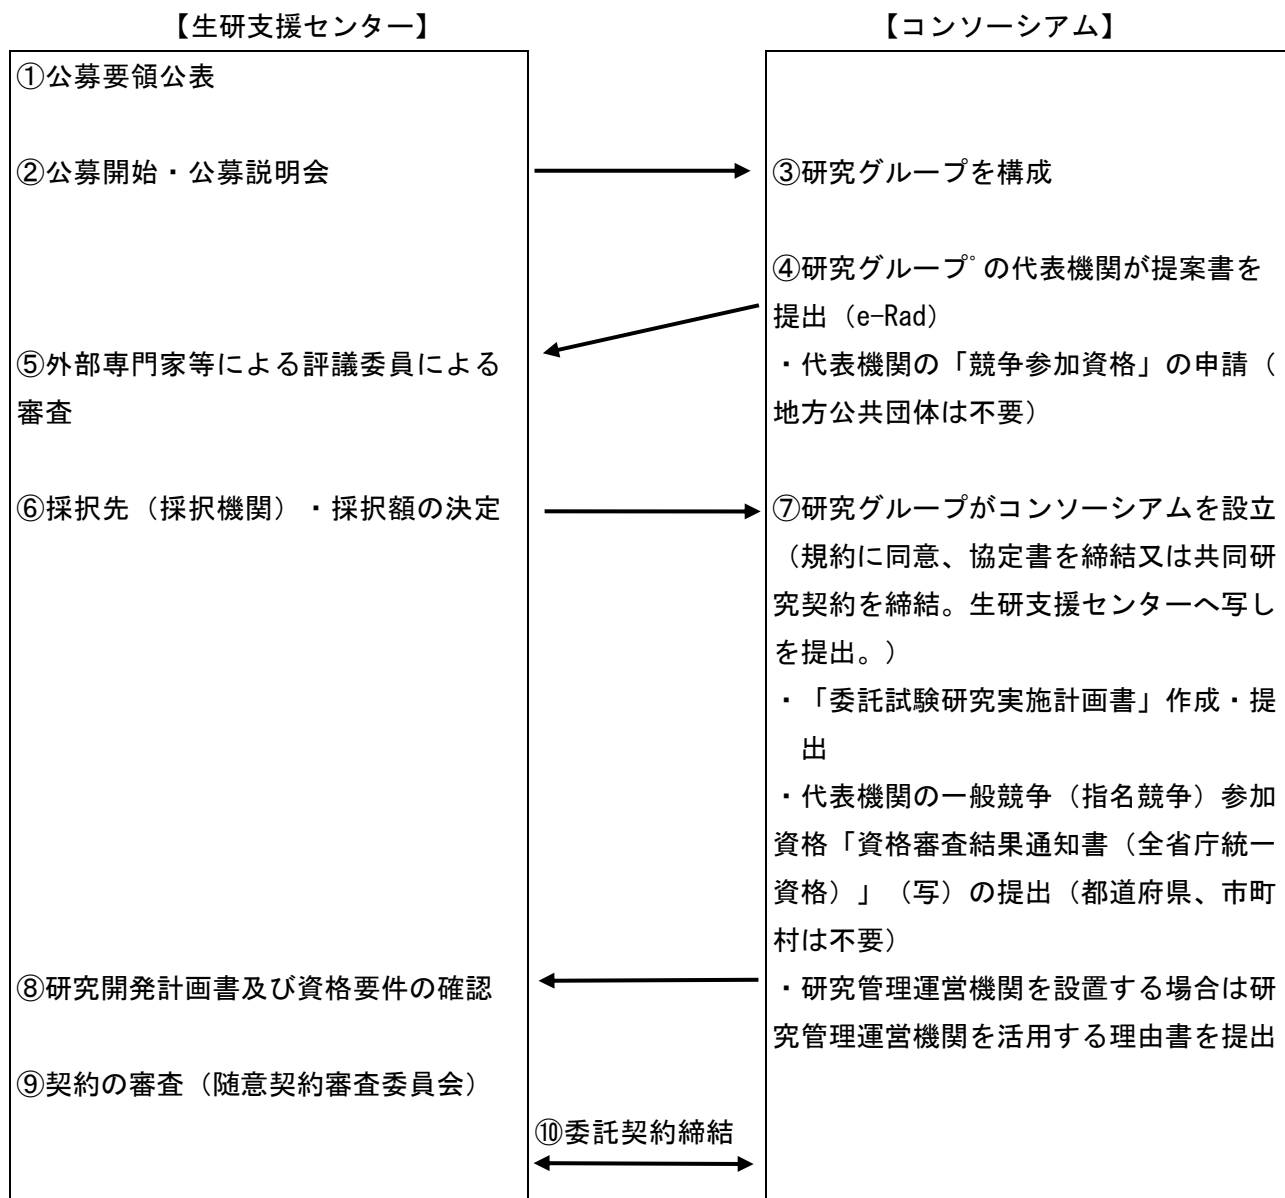 【生研支援センター】
①公募要領公表
②公募開始・公募説明会
⑤外部専門家等による評議委員による
審査
⑥採択先（採択機関）・採択額の決定
⑧研究開発計画書及び資格要件の確認
⑨契約の審査（随意契約審査委員会）
⑩委託契約締結
【コンソーシアム】
③研究グループを構成
④研究グループ゜の代表機関が提案書を
提出（e-Rad）
・代表機関の「競争参加資格」の申請（
地方公共団体は不要）
⑦研究グループがコンソーシアムを設立
（規約に同意、協定書を締結又は共同研
究契約を締結。生研支援センターへ写し
を提出。）
・「委託試験研究実施計画書」作成・提
出
・代表機関の一般競争（指名競争）参加
資格「資格審査結果通知書（全省庁統一
資格）」（写）の提出（都道府県、市町
村は不要）
・研究管理運営機関を設置する場合は研
究管理運営機関を活用する理由書を提出